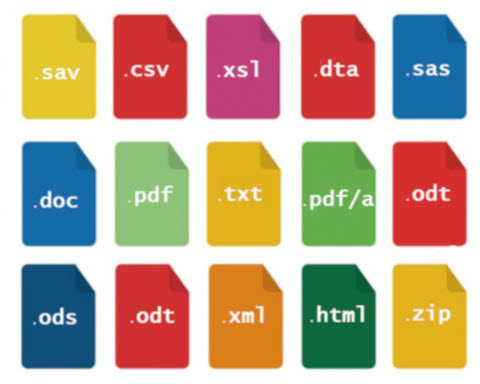 .sav .csv .xsl .dta .sas
.doc .pdf .txt .pdf/a .odt
.ods .odt .xml .html .zip